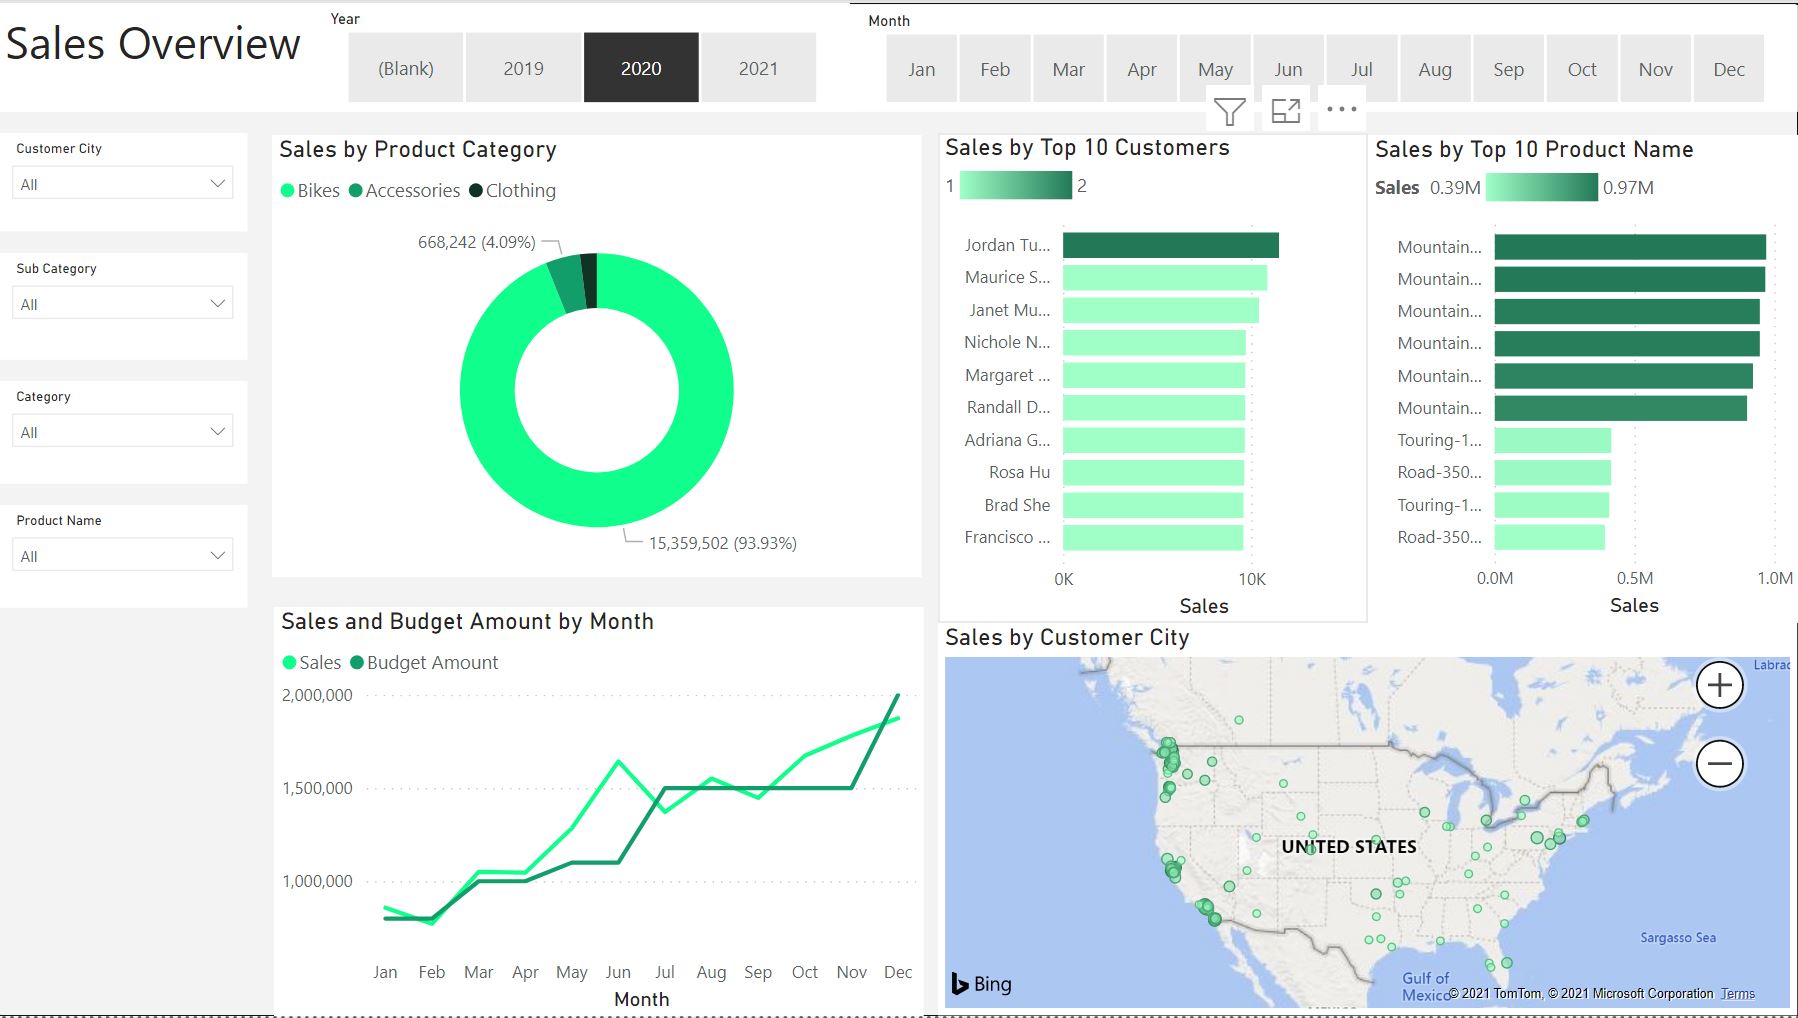 Sales Overview
Year
(Blank) 2019 2020 2021
Month
Jan Feb Mar Apr May Jun Jul Aug Sep Oct Nov Dec
Customer City
All
Sub Category
All
Category
All
Product Name
All
Sales by Product Category
Bikes Accessories Clothing
668,242 (4.09%)
15,359,502 (93.93%)
Sales by Top 10 Customers
1 2
Jordan Tu...
Maurice S...
Janet Mu...
Nichole N...
Margaret ...
Randall D...
Adriana G...
Rosa Hu
Brad She
Francisco ...
0K 10K
Sales
Sales by Top 10 Product Name
Sales 0.39M 0.97M
Mountain...
Mountain...
Mountain...
Mountain...
Mountain...
Mountain...
Touring-1...
Road-350...
Touring-1...
Road-350...
0.0M 0.5M 1.0M
Sales
Sales and Budget Amount by Month
Sales Budget Amount
2,000,000
1,500,000
1,000,000
Jan Feb Mar Apr May Jun Jul Aug Sep Oct Nov Dec
Month
Sales by Customer City
Labrac
UNITED STATES
Sargasso Sea
Gulf of
Mexico
Bing
© 2021 TomTom, © 2021 Microsoft Corporation Terms